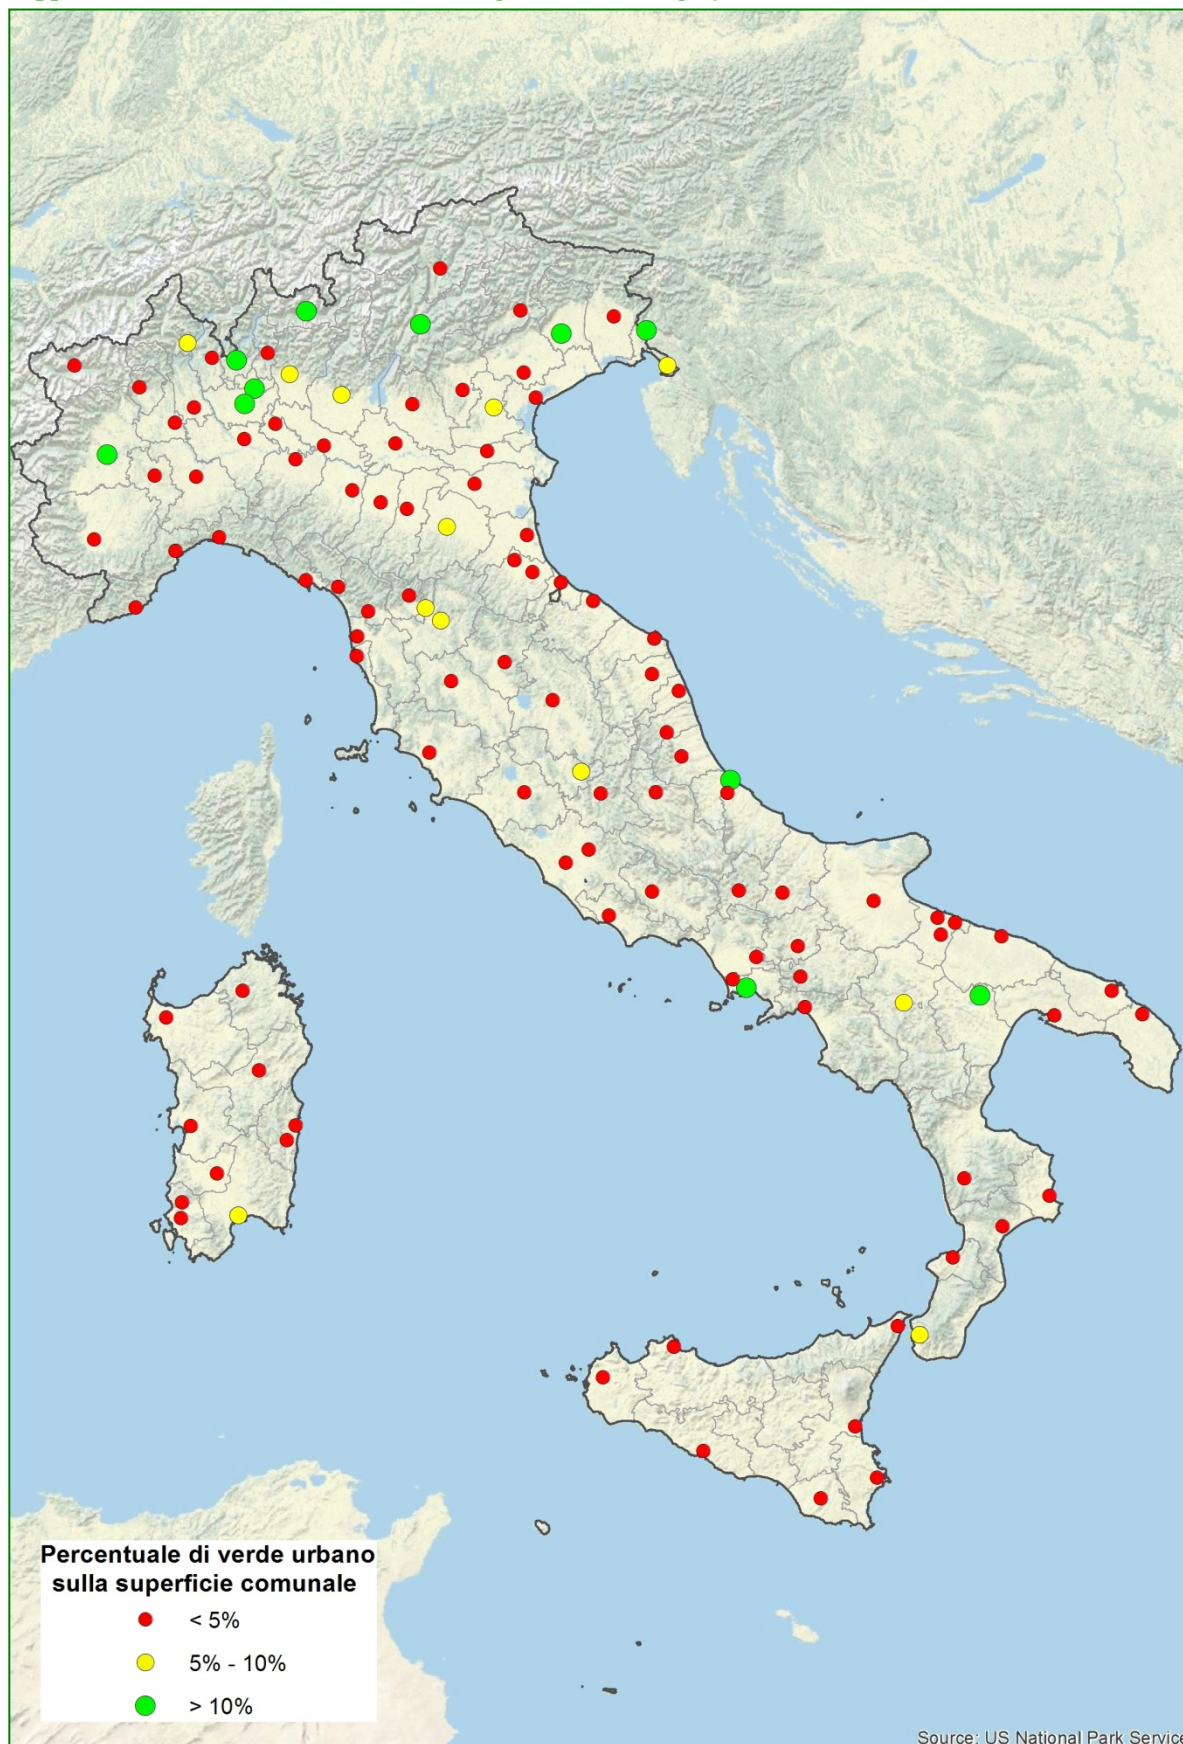 Percentuale di verde urbano
sulla superficie comunale
< 5%
5% - 10%
> 10%
Source: US National Park Service